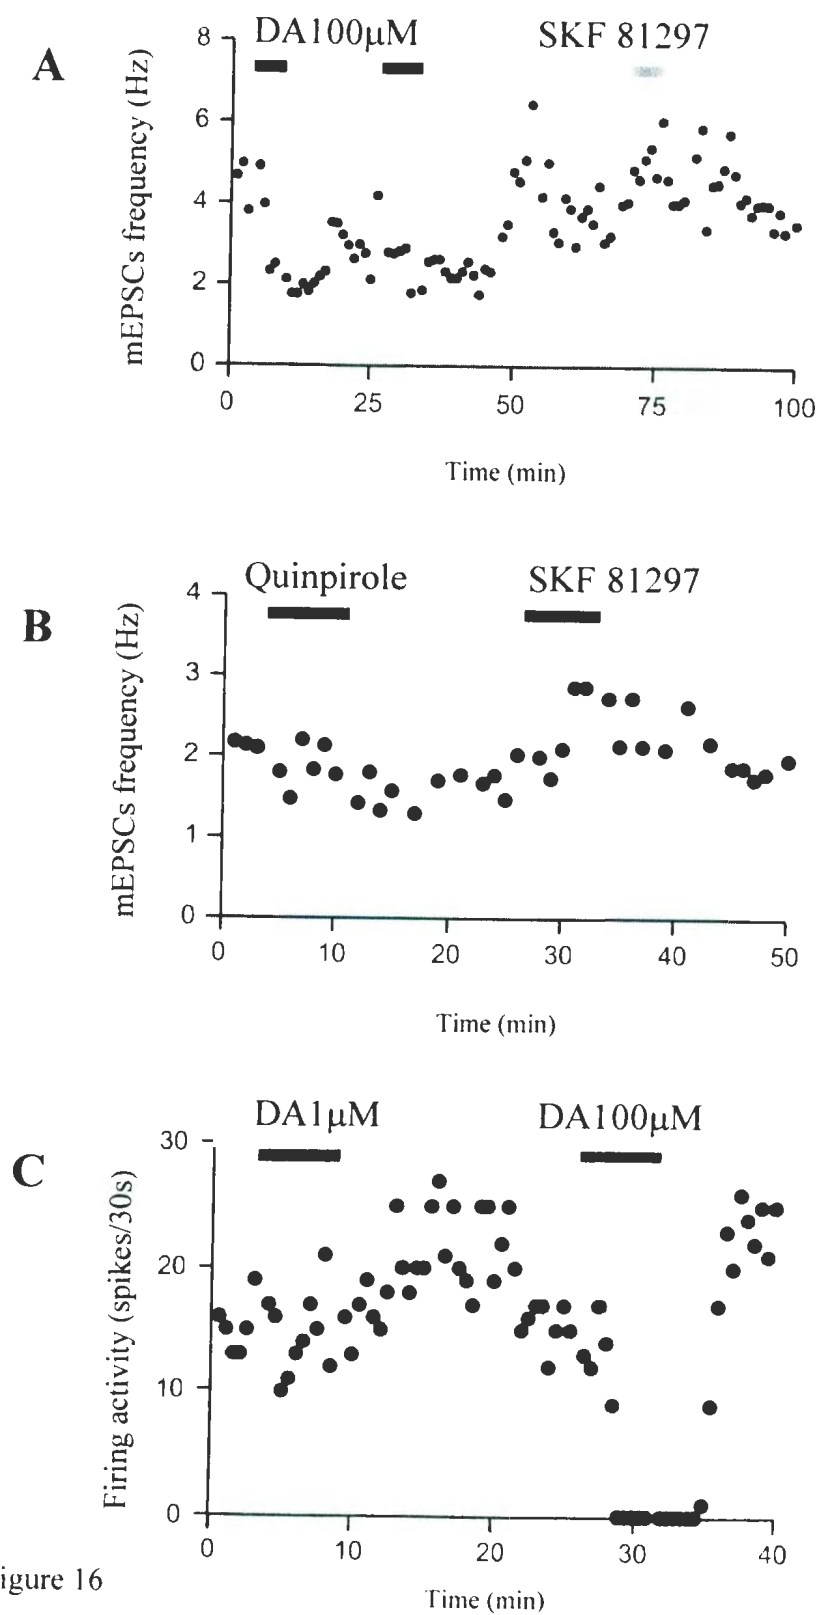 A
DA100µM
SKF 81297
mEPSCs frequency (Hz)
8
6
4
2
0
0 25 50 75 100
Time (min)
B
Quinpirole
SKF 81297
mEPSCs frequency (Hz)
4
3
2
1
0
0 10 20 30 40 50
Time (min)
C
DA1µM
DA100µM
Firing activity (spikes/30s)
30
20
10
0
0 10 20 30 40
igure 16
Time (min)